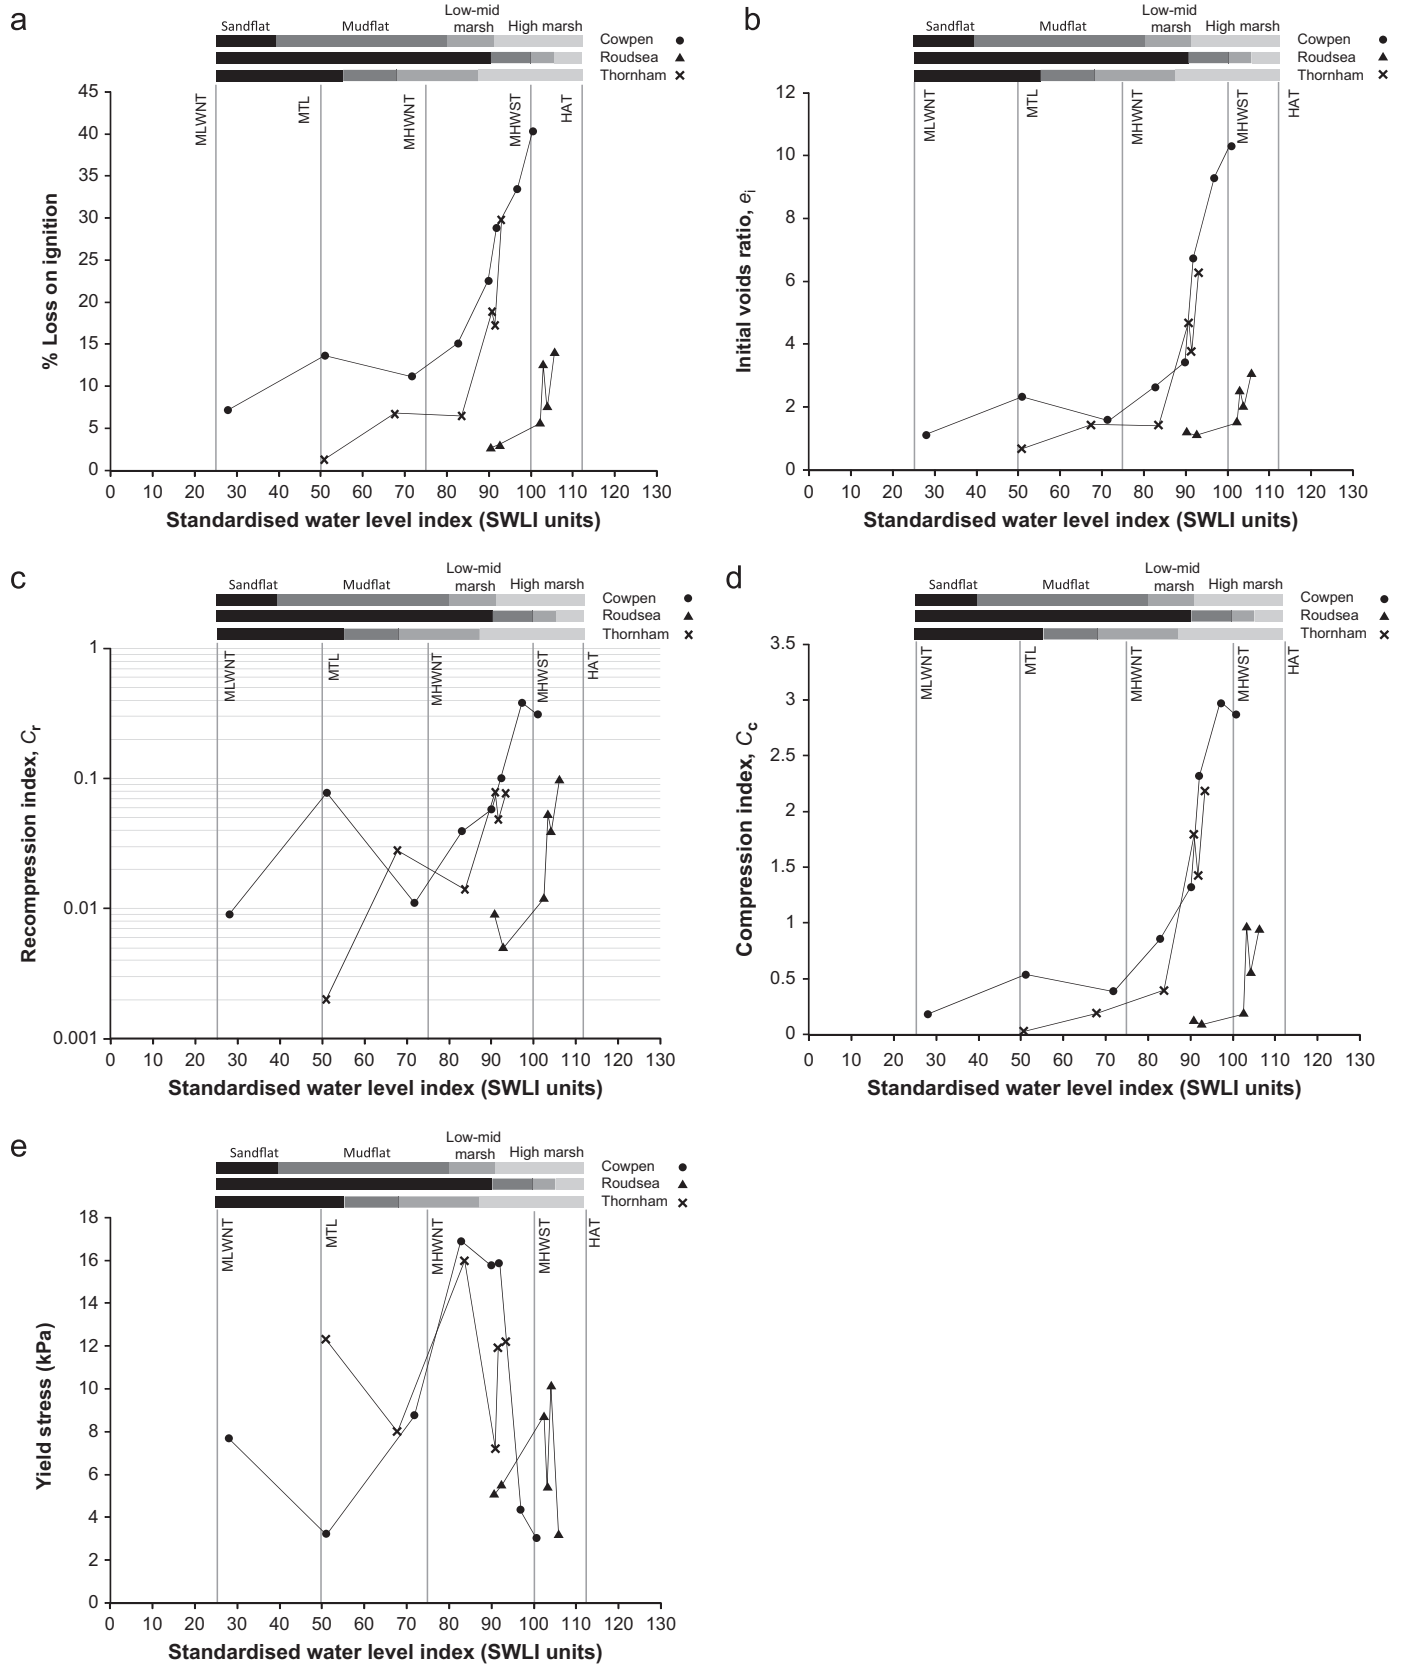 a
Low-mid
Sandflat Mudflat marsh High marsh
Cowpen
Roudsea
Thornham
45
40
35
30
25
20
15
10
5
0
% Loss on ignition
MLWNT
MTL
MHWNT
MHWST
HAT
0 10 20 30 40 50 60 70 80 90 100 110 120 130
Standardised water level index (SWLI units)
b
Low-mid
Sandflat Mudflat marsh High marsh
Cowpen
Roudsea
Thornham
12
10
8
6
4
2
0
Initial voids ratio, ei
MLWNT
MTL
MHWNT
MHWST
HAT
0 10 20 30 40 50 60 70 80 90 100 110 120 130
Standardised water level index (SWLI units)
c
Low-mid
Sandflat Mudflat marsh High marsh
Cowpen
Roudsea
Thornham
1
0.1
0.01
0.001
Recompression index, Cr
MLWNT
MTL
MHWNT
MHWST
HAT
0 10 20 30 40 50 60 70 80 90 100 110 120 130
Standardised water level index (SWLI units)
d
Low-mid
Sandflat Mudflat marsh High marsh
Cowpen
Roudsea
Thornham
3.5
3
2.5
2
1.5
1
0.5
0
Compression index, Cc
MLWNT
MTL
MHWNT
MHWST
HAT
0 10 20 30 40 50 60 70 80 90 100 110 120 130
Standardised water level index (SWLI units)
e
Low-mid
Sandflat Mudflat marsh High marsh
Cowpen
Roudsea
Thornham
18
16
14
12
10
8
6
4
2
0
Yield stress (kPa)
MLWNT
MTL
MHWNT
MHWST
HAT
0 10 20 30 40 50 60 70 80 90 100 110 120 130
Standardised water level index (SWLI units)